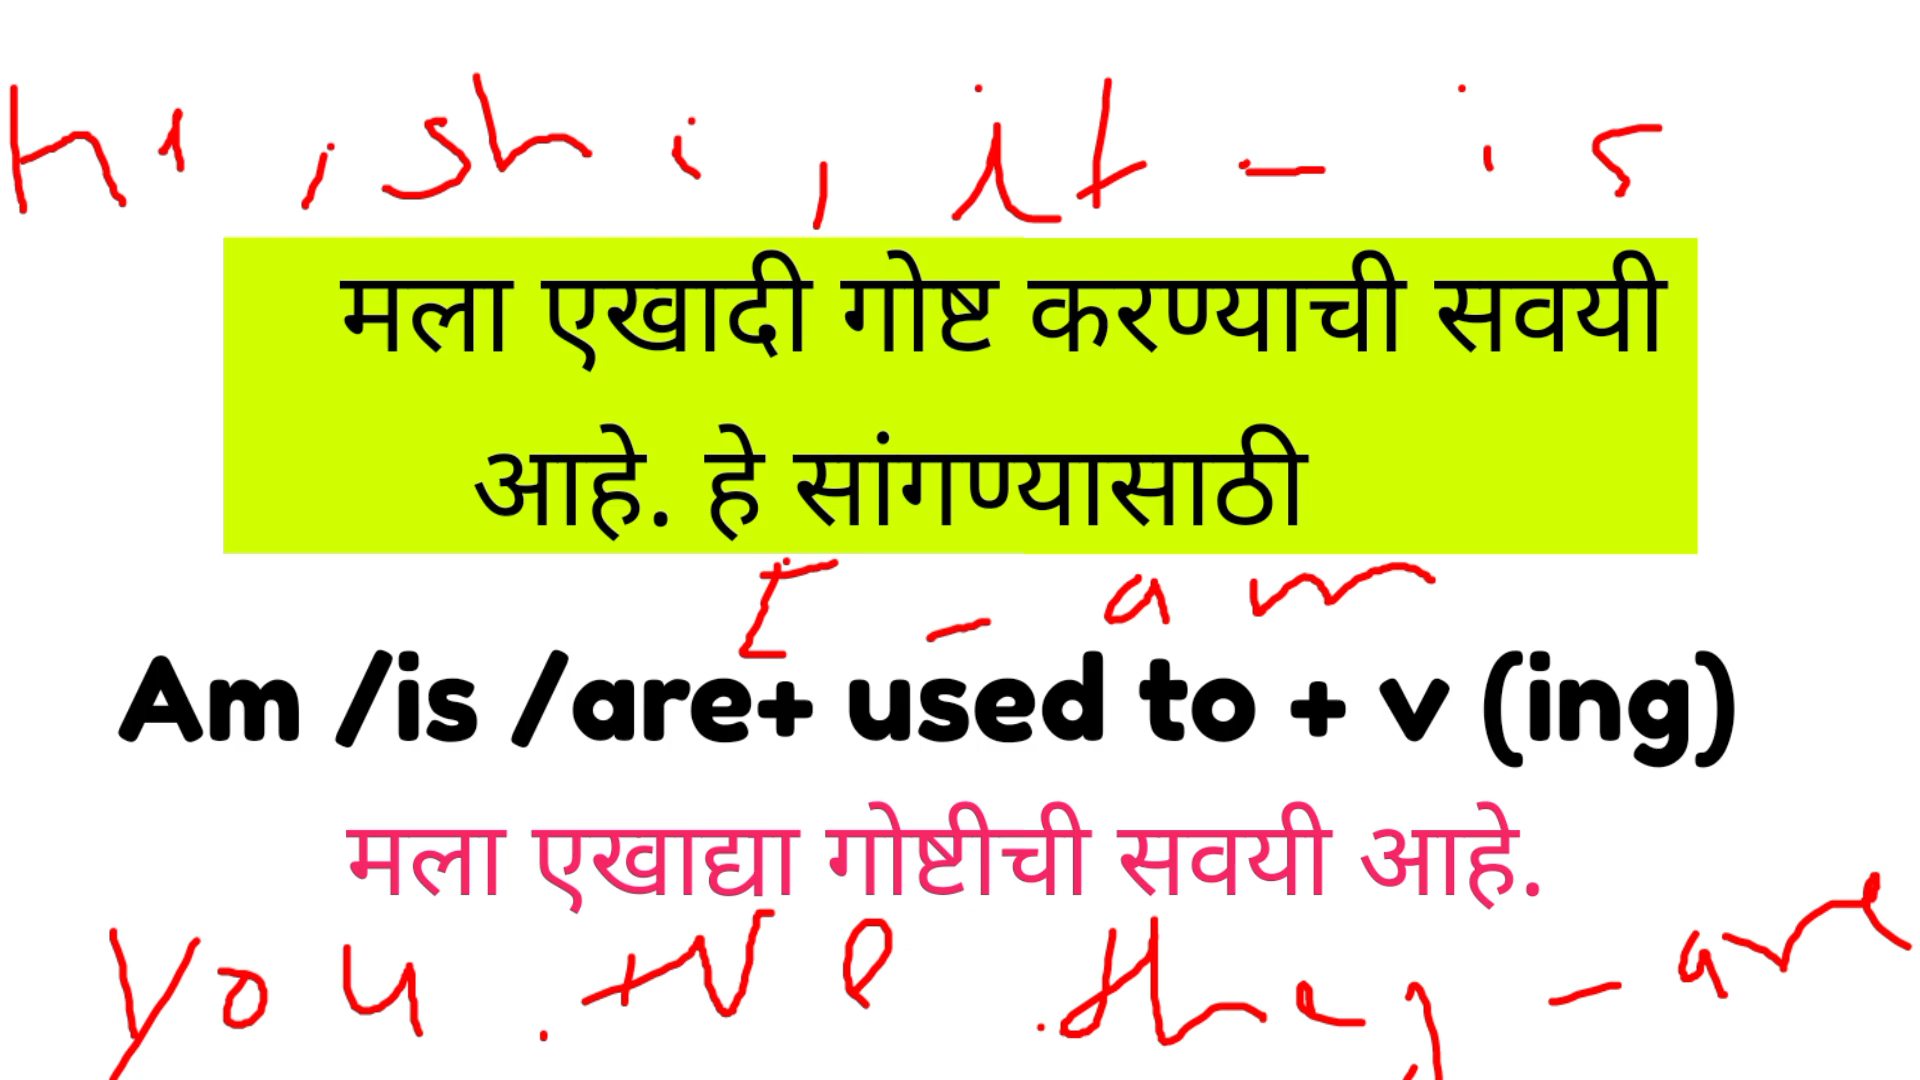 he, she, it - is
मला एखादी गोष्ट करण्याची सवयी
आहे. हे सांगण्यासाठी
I - am
Am /is /are+ used to + v (ing)
मला एखाद्या गोष्टीची सवयी आहे.
you . we . they - are